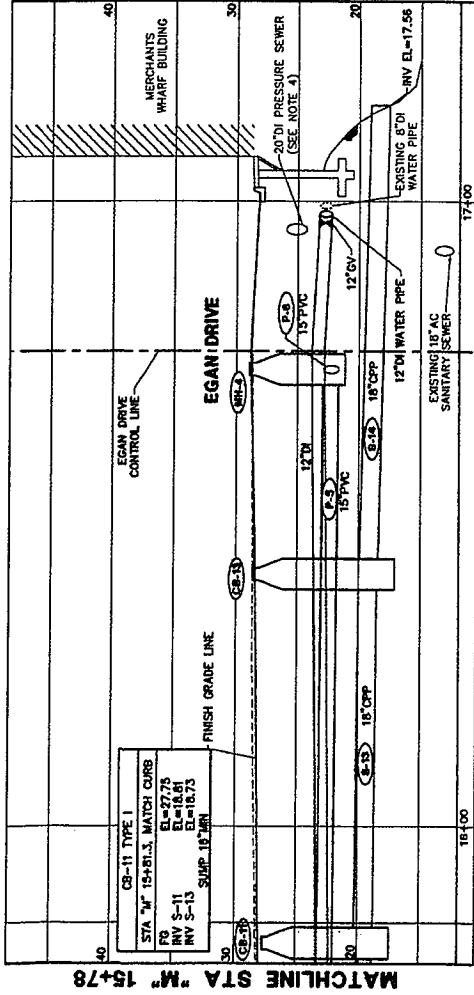 MATCHLINE STA "M" 15+78
40
30
20
CB-11 TYPE I
STA "M" 15+81.3, MATCH CURB
FG EL=27.75
INV S-11 EL=18.81
INV S-13 EL=18.73
SUMP 18"MIN
FINISH GRADE LINE
EGAN DRIVE
CONTROL LINE
EGAN DRIVE
MERCHANTS
WHARF BUILDING
20"DI PRESSURE SEWER
(SEE NOTE 4)
INV EL=17.56
EXISTING 8"DI
WATER PIPE
12"GV
12"DI WATER PIPE
EXISTING 18"AC
SANITARY SEWER
CB-11
CB-13
MH-4
P-6
15"PVC
12"DI
P-5
15"PVC
S-13
18"CPP
S-14
18"CPP
40
30
20
16+00
17+00